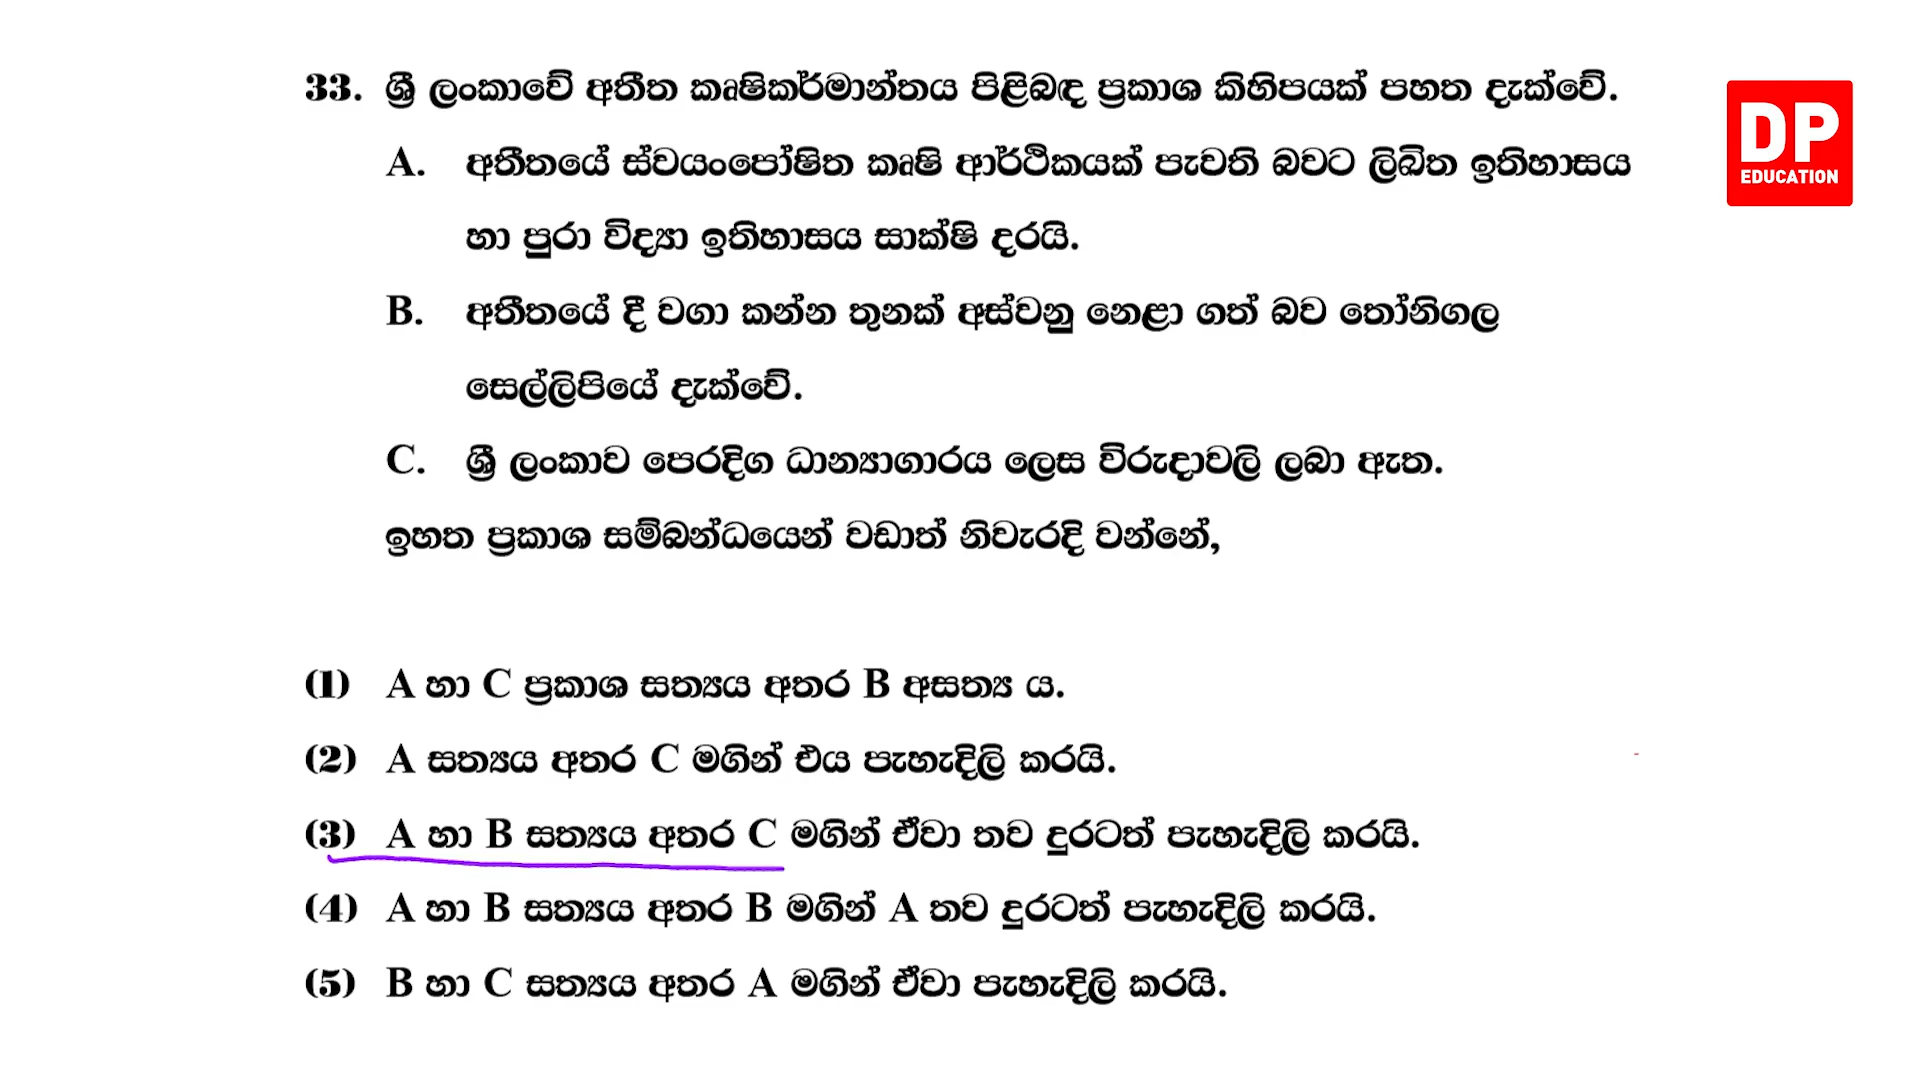 33. ශ්‍රී ලංකාවේ අතීත කෘෂිකර්මාන්තය පිළිබඳ ප්‍රකාශ කිහිපයක් පහත දැක්වේ.
DP
EDUCATION
A. අතීතයේ ස්වයංපෝෂිත කෘෂි ආර්ථිකයක් පැවති බවට ලිඛිත ඉතිහාසය
හා පුරා විද්‍යා ඉතිහාසය සාක්ෂි දරයි.
B. අතීතයේ දී වගා කන්න තුනක් අස්වනු නෙළා ගත් බව තෝනිගල
සෙල්ලිපියේ දැක්වේ.
C. ශ්‍රී ලංකාව පෙරදිග ධාන්‍යාගාරය ලෙස විරුදාවලි ලබා ඇත.
ඉහත ප්‍රකාශ සම්බන්ධයෙන් වඩාත් නිවැරදි වන්නේ,
(1) A හා C ප්‍රකාශ සත්‍යය අතර B අසත්‍ය ය.
(2) A සත්‍යය අතර C මගින් එය පැහැදිලි කරයි.
(3) A හා B සත්‍යය අතර C මගින් ඒවා තව දුරටත් පැහැදිලි කරයි.
(4) A හා B සත්‍යය අතර B මගින් A තව දුරටත් පැහැදිලි කරයි.
(5) B හා C සත්‍යය අතර A මගින් ඒවා පැහැදිලි කරයි.